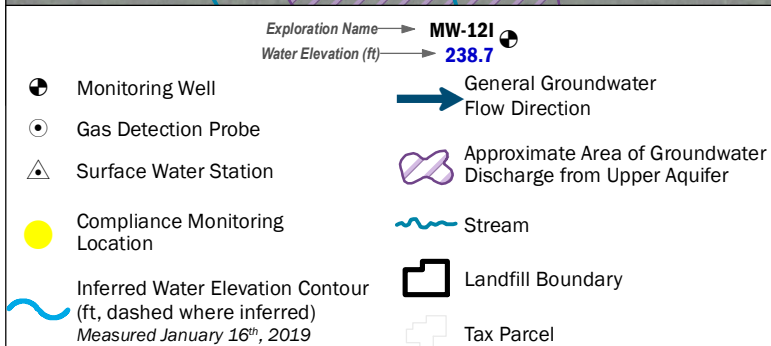 Exploration Name MW-12I
Water Elevation (ft) 238.7
Monitoring Well
Gas Detection Probe
Surface Water Station
Compliance Monitoring
Location
Inferred Water Elevation Contour
(ft, dashed where inferred)
Measured January 16th, 2019
General Groundwater
Flow Direction
Approximate Area of Groundwater
Discharge from Upper Aquifer
Stream
Landfill Boundary
Tax Parcel